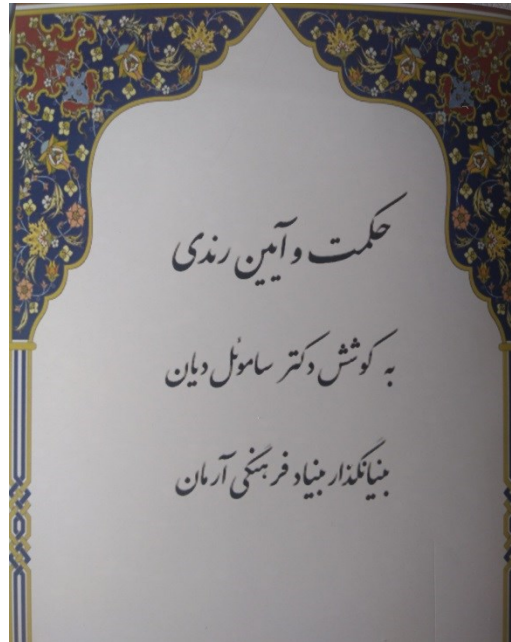 حکمت و آیین رندی
به کوشش دکتر ساموئل دیان
بنیانگذار بنیاد فرهنگی آرمان